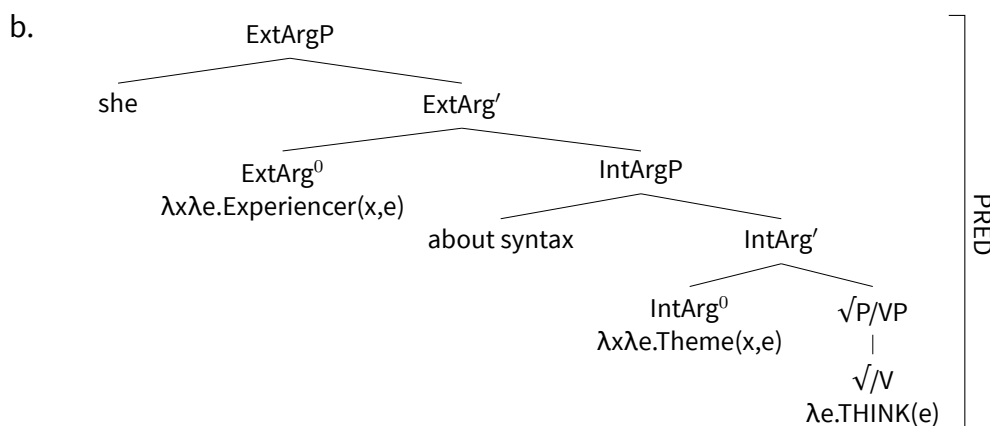 b.
ExtArgP
she
ExtArg′
ExtArg⁰
λxλe.Experiencer(x,e)
IntArgP
about syntax
IntArg′
IntArg⁰
λxλe.Theme(x,e)
√P/VP
√/V
λe.THINK(e)
PRED